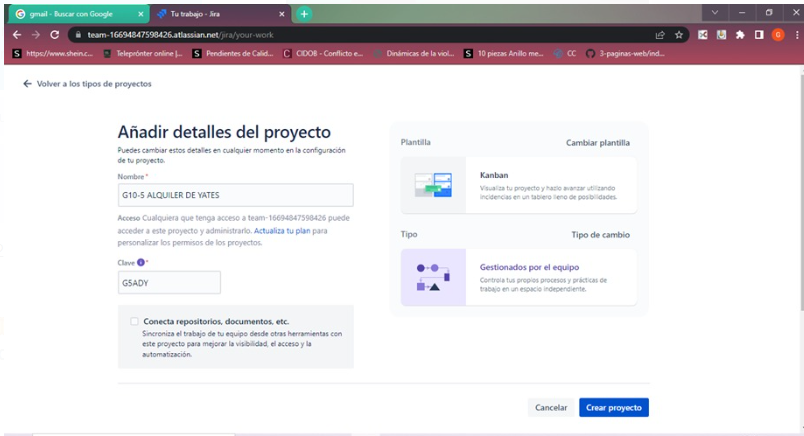 gmail - Buscar con Google
Tu trabajo - Jira
team-16694847598426.atlassian.net/jira/your-work
https://www.shein.c...
Teleprónter online |...
Pendientes de Calid...
CIDOB - Conflicto e...
Dinámicas de la viol...
10 piezas Anillo me...
CC
3-paginas-web/ind...
Volver a los tipos de proyectos
Añadir detalles del proyecto
Puedes cambiar estos detalles en cualquier momento en la configuración
de tu proyecto.
Nombre *
G10-5 ALQUILER DE YATES
Acceso Cualquiera que tenga acceso a team-16694847598426 puede
acceder a este proyecto y administrarlo. Actualiza tu plan para
personalizar los permisos de los proyectos.
Clave *
G5ADY
Conecta repositorios, documentos, etc.
Sincroniza el trabajo de tu equipo desde otras herramientas con
este proyecto para mejorar la visibilidad, el acceso y la
automatización.
Plantilla
Cambiar plantilla
Kanban
Visualiza tu proyecto y hazlo avanzar utilizando
incidencias en un tablero lleno de posibilidades.
Tipo
Tipo de cambio
Gestionados por el equipo
Controla tus propios procesos y prácticas de
trabajo en un espacio independiente.
Cancelar
Crear proyecto